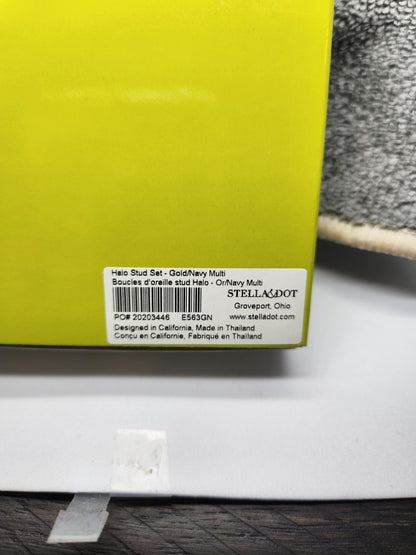 Halo Stud Set - Gold/Navy Multi
Boucles d'oreille stud Halo - Or/Navy Multi
STELLA&DOT
Groveport, Ohio
PO# 20203446 E563GN www.stelladot.com
Designed in California, Made in Thailand
Conçu en Californie, Fabriqué en Thaïland